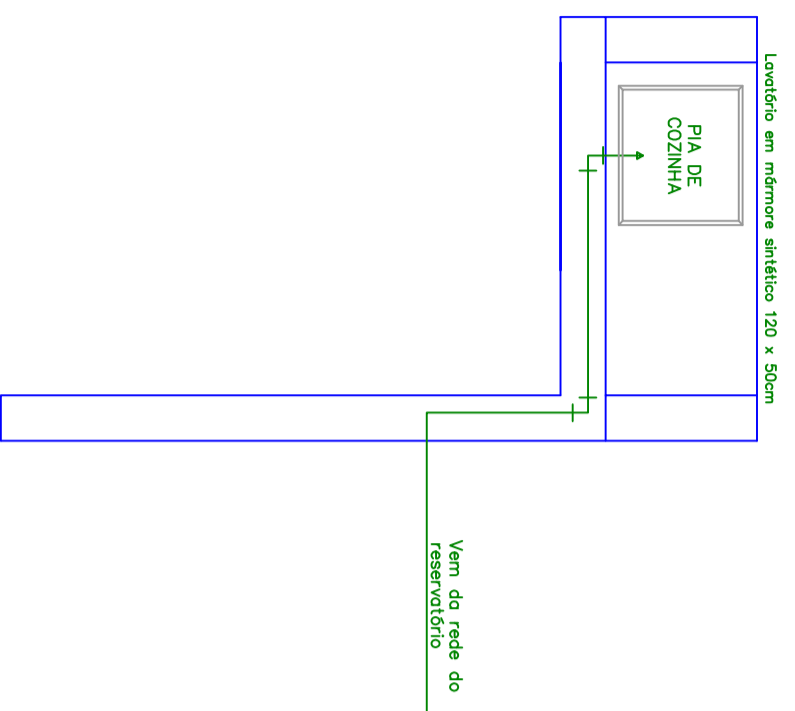 Lavatório em mármore sintético 120 x 50cm
PIA DE
COZINHA
Vem da rede do
reservatório